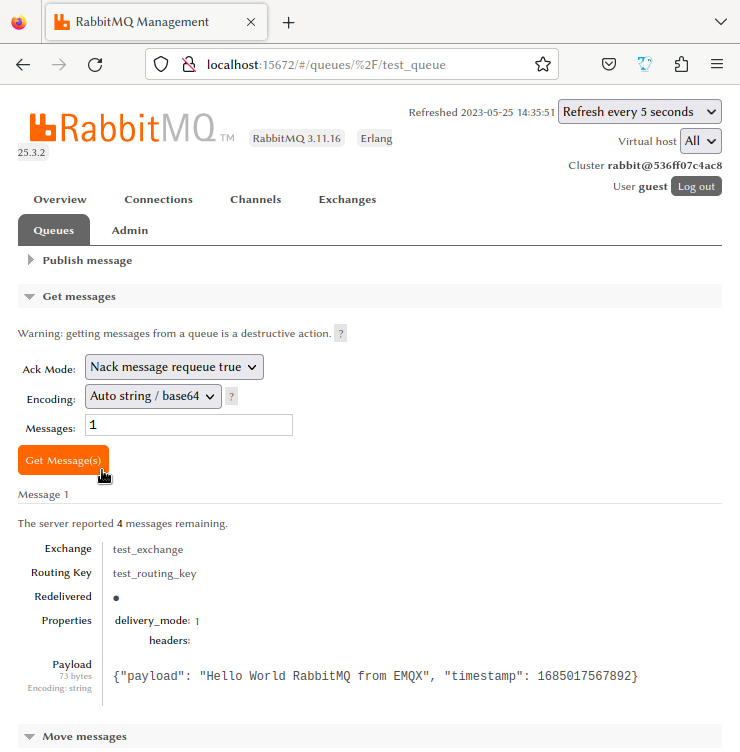 RabbitMQ Management
localhost:15672/#/queues/%2F/test_queue
RabbitMQ TM
RabbitMQ 3.11.16
Erlang 25.3.2
Refreshed 2023-05-25 14:35:51 Refresh every 5 seconds
Virtual host All
Cluster rabbit@536ff07c4ac8
User guest Log out
Overview Connections Channels Exchanges
Queues Admin
Publish message
Get messages
Warning: getting messages from a queue is a destructive action. ?
Ack Mode: Nack message requeue true
Encoding: Auto string / base64 ?
Messages: 1
Get Message(s)
Message 1
The server reported 4 messages remaining.
Exchange test_exchange
Routing Key test_routing_key
Redelivered ●
Properties delivery_mode: 1
headers:
Payload
73 bytes
Encoding: string
{"payload": "Hello World RabbitMQ from EMQX", "timestamp": 1685017567892}
Move messages